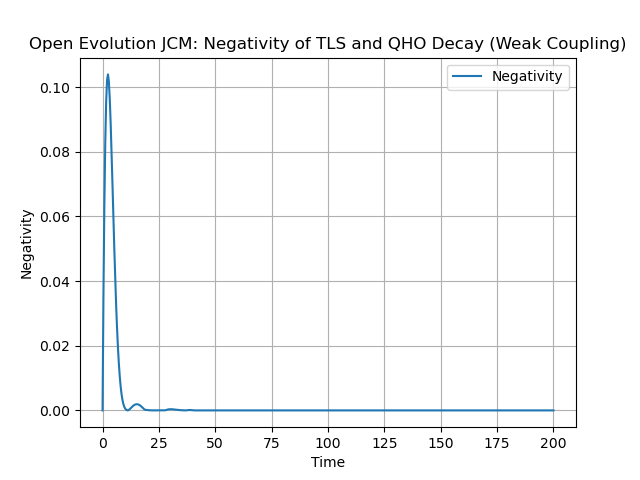 Open Evolution JCM: Negativity of TLS and QHO Decay (Weak Coupling)
Negativity
0.10
0.08
0.06
0.04
0.02
0.00
Negativity
0 25 50 75 100 125 150 175 200
Time